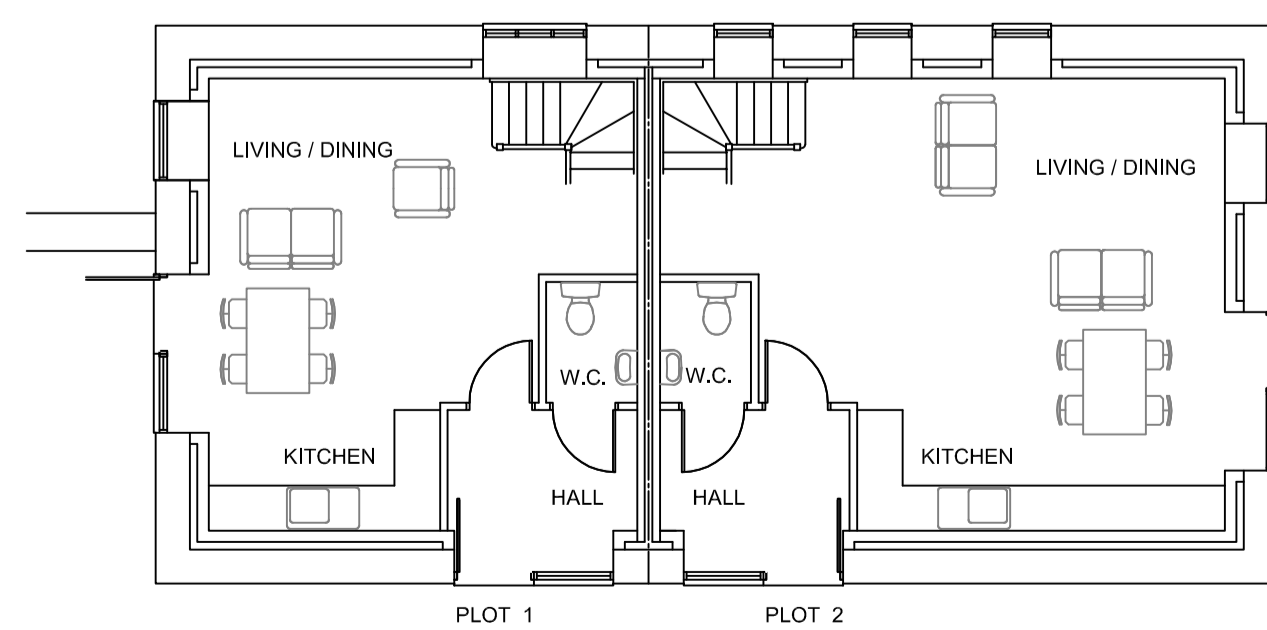 LIVING / DINING
LIVING / DINING
W.C.
W.C.
KITCHEN
KITCHEN
HALL
HALL
PLOT 1
PLOT 2